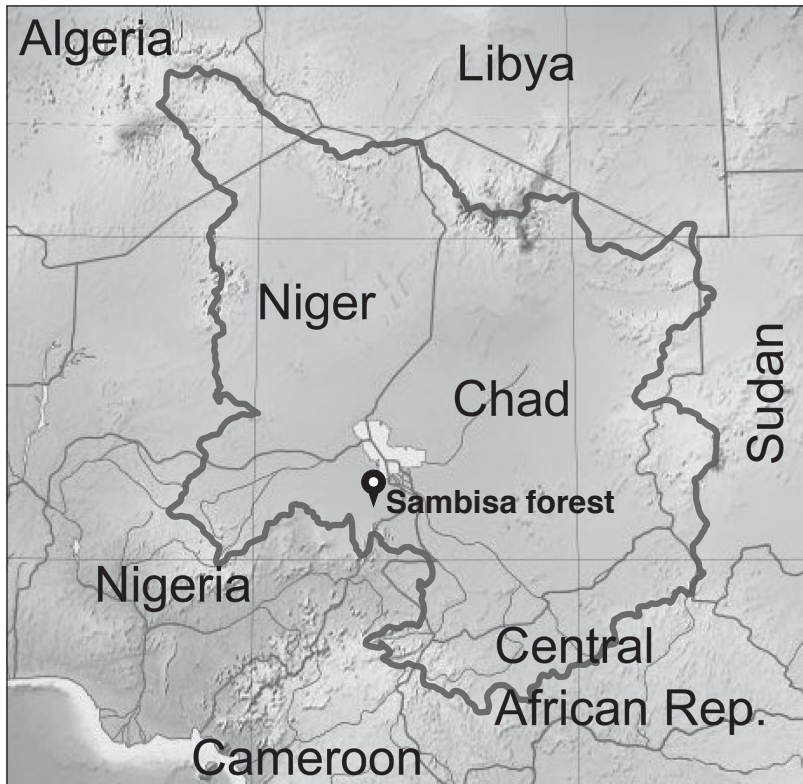 Algeria
Libya
Niger
Chad
Sudan
Sambisa forest
Nigeria
Central
African Rep.
Cameroon